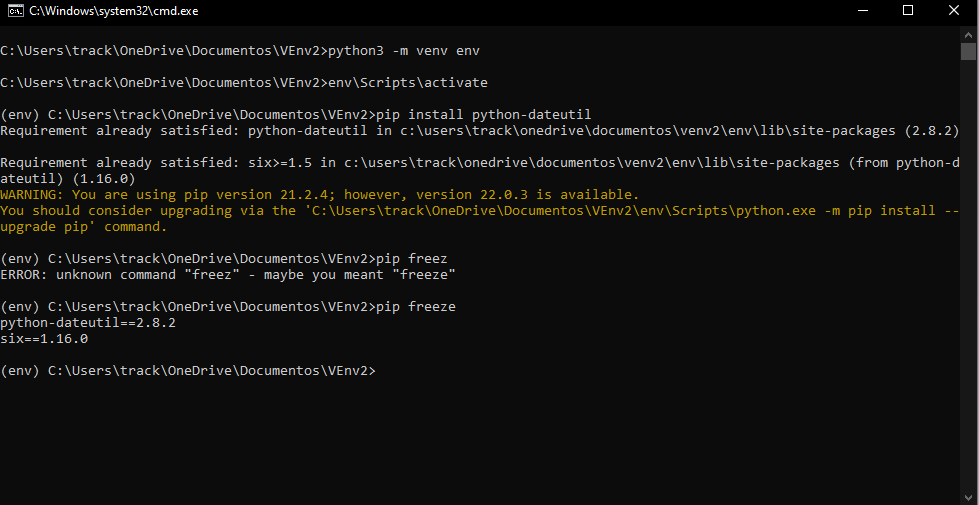 C:\Windows\system32\cmd.exe
C:\Users\track\OneDrive\Documentos\VEnv2>python3 -m venv env
C:\Users\track\OneDrive\Documentos\VEnv2>env\Scripts\activate
(env) C:\Users\track\OneDrive\Documentos\VEnv2>pip install python-dateutil
Requirement already satisfied: python-dateutil in c:\users\track\onedrive\documentos\venv2\env\lib\site-packages (2.8.2)
Requirement already satisfied: six>=1.5 in c:\users\track\onedrive\documentos\venv2\env\lib\site-packages (from python-d
ateutil) (1.16.0)
WARNING: You are using pip version 21.2.4; however, version 22.0.3 is available.
You should consider upgrading via the 'C:\Users\track\OneDrive\Documentos\VEnv2\env\Scripts\python.exe -m pip install --
upgrade pip' command.
(env) C:\Users\track\OneDrive\Documentos\VEnv2>pip freez
ERROR: unknown command "freez" - maybe you meant "freeze"
(env) C:\Users\track\OneDrive\Documentos\VEnv2>pip freeze
python-dateutil==2.8.2
six==1.16.0
(env) C:\Users\track\OneDrive\Documentos\VEnv2>